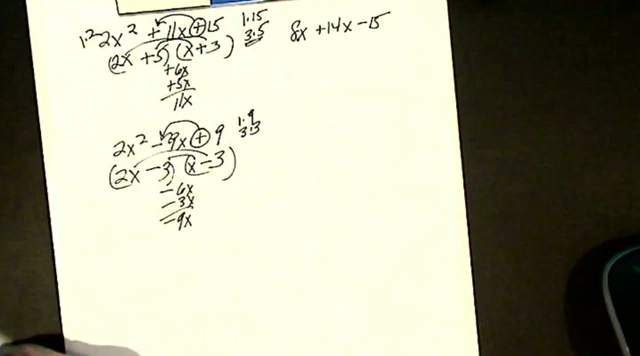 1·2 2x² + 11x + 15 1·15 3·5
(2x + 5)(x + 3)
+6x
+5x
11x
2x² - 9x + 9 1·9 3·3
(2x - 3)(x - 3)
- 6x
- 3x
- 9x
8x + 14x - 15